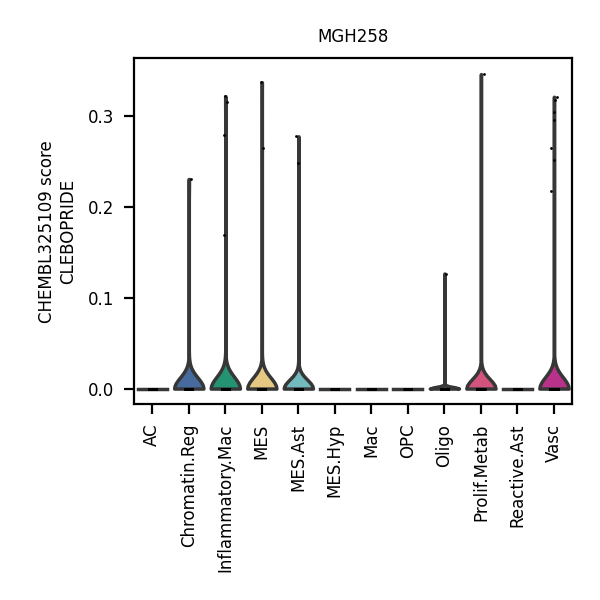 MGH258
CHEMBL325109 score
CLEBOPRIDE
0.3
0.2
0.1
0.0
AC
Chromatin.Reg
Inflammatory.Mac
MES
MES.Ast
MES.Hyp
Mac
OPC
Oligo
Prolif.Metab
Reactive.Ast
Vasc